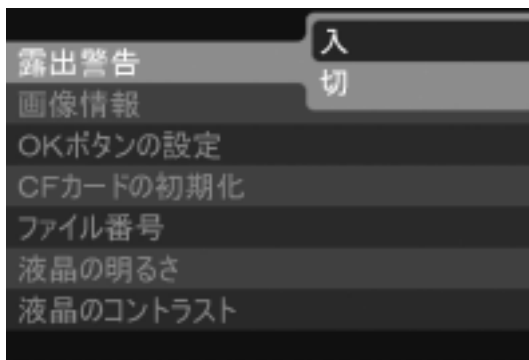 露出警告
入
切
画像情報
OKボタンの設定
CFカードの初期化
ファイル番号
液晶の明るさ
液晶のコントラスト